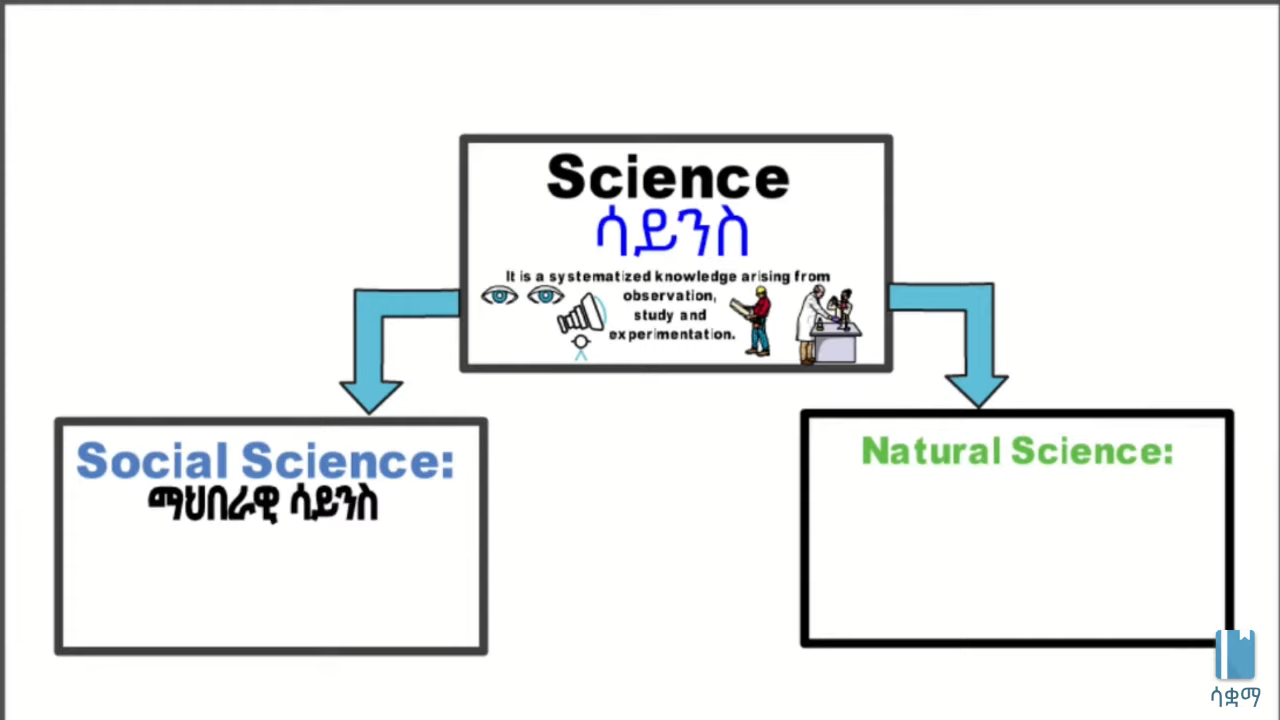 Science
ሳይንስ
It is a systematized knowledge arising from
observation,
study and
experimentation.
Social Science:
ማህበራዊ ሳይንስ
Natural Science:
ሳቋማ